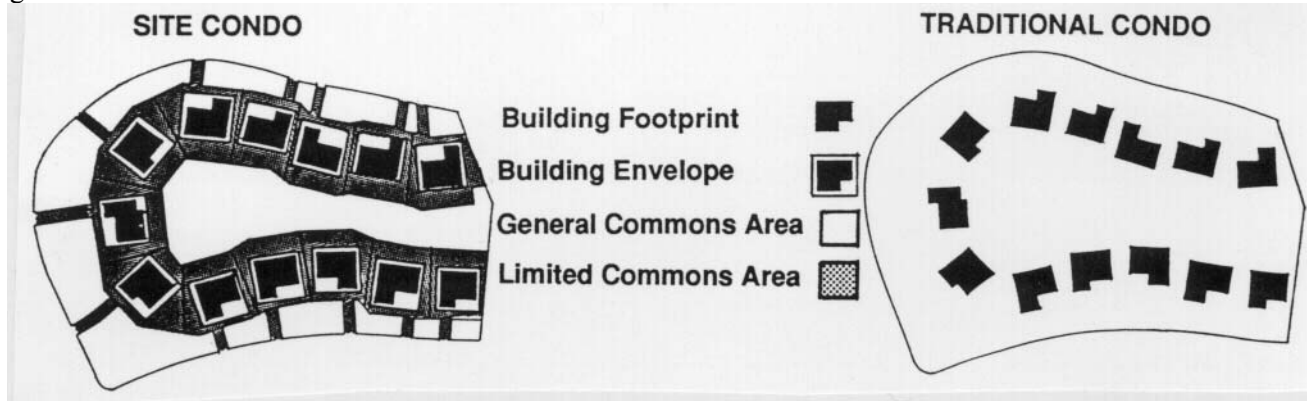 SITE CONDO
TRADITIONAL CONDO
Building Footprint
Building Envelope
General Commons Area
Limited Commons Area